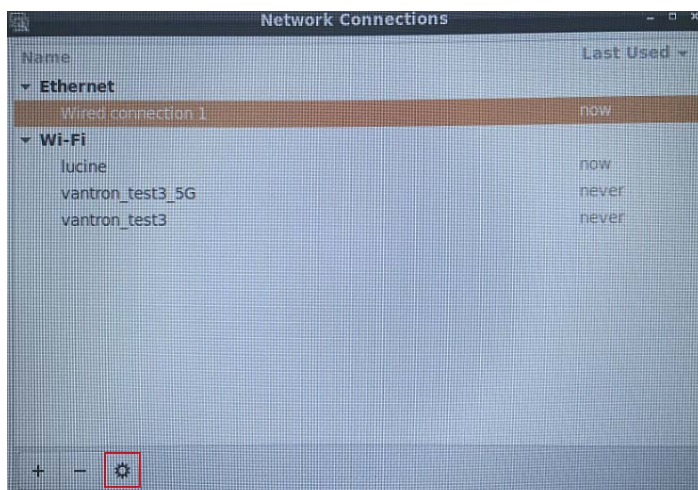 Network Connections
Name Last Used
Ethernet
Wired connection 1 now
Wi-Fi
lucine now
vantron_test3_5G never
vantron_test3 never